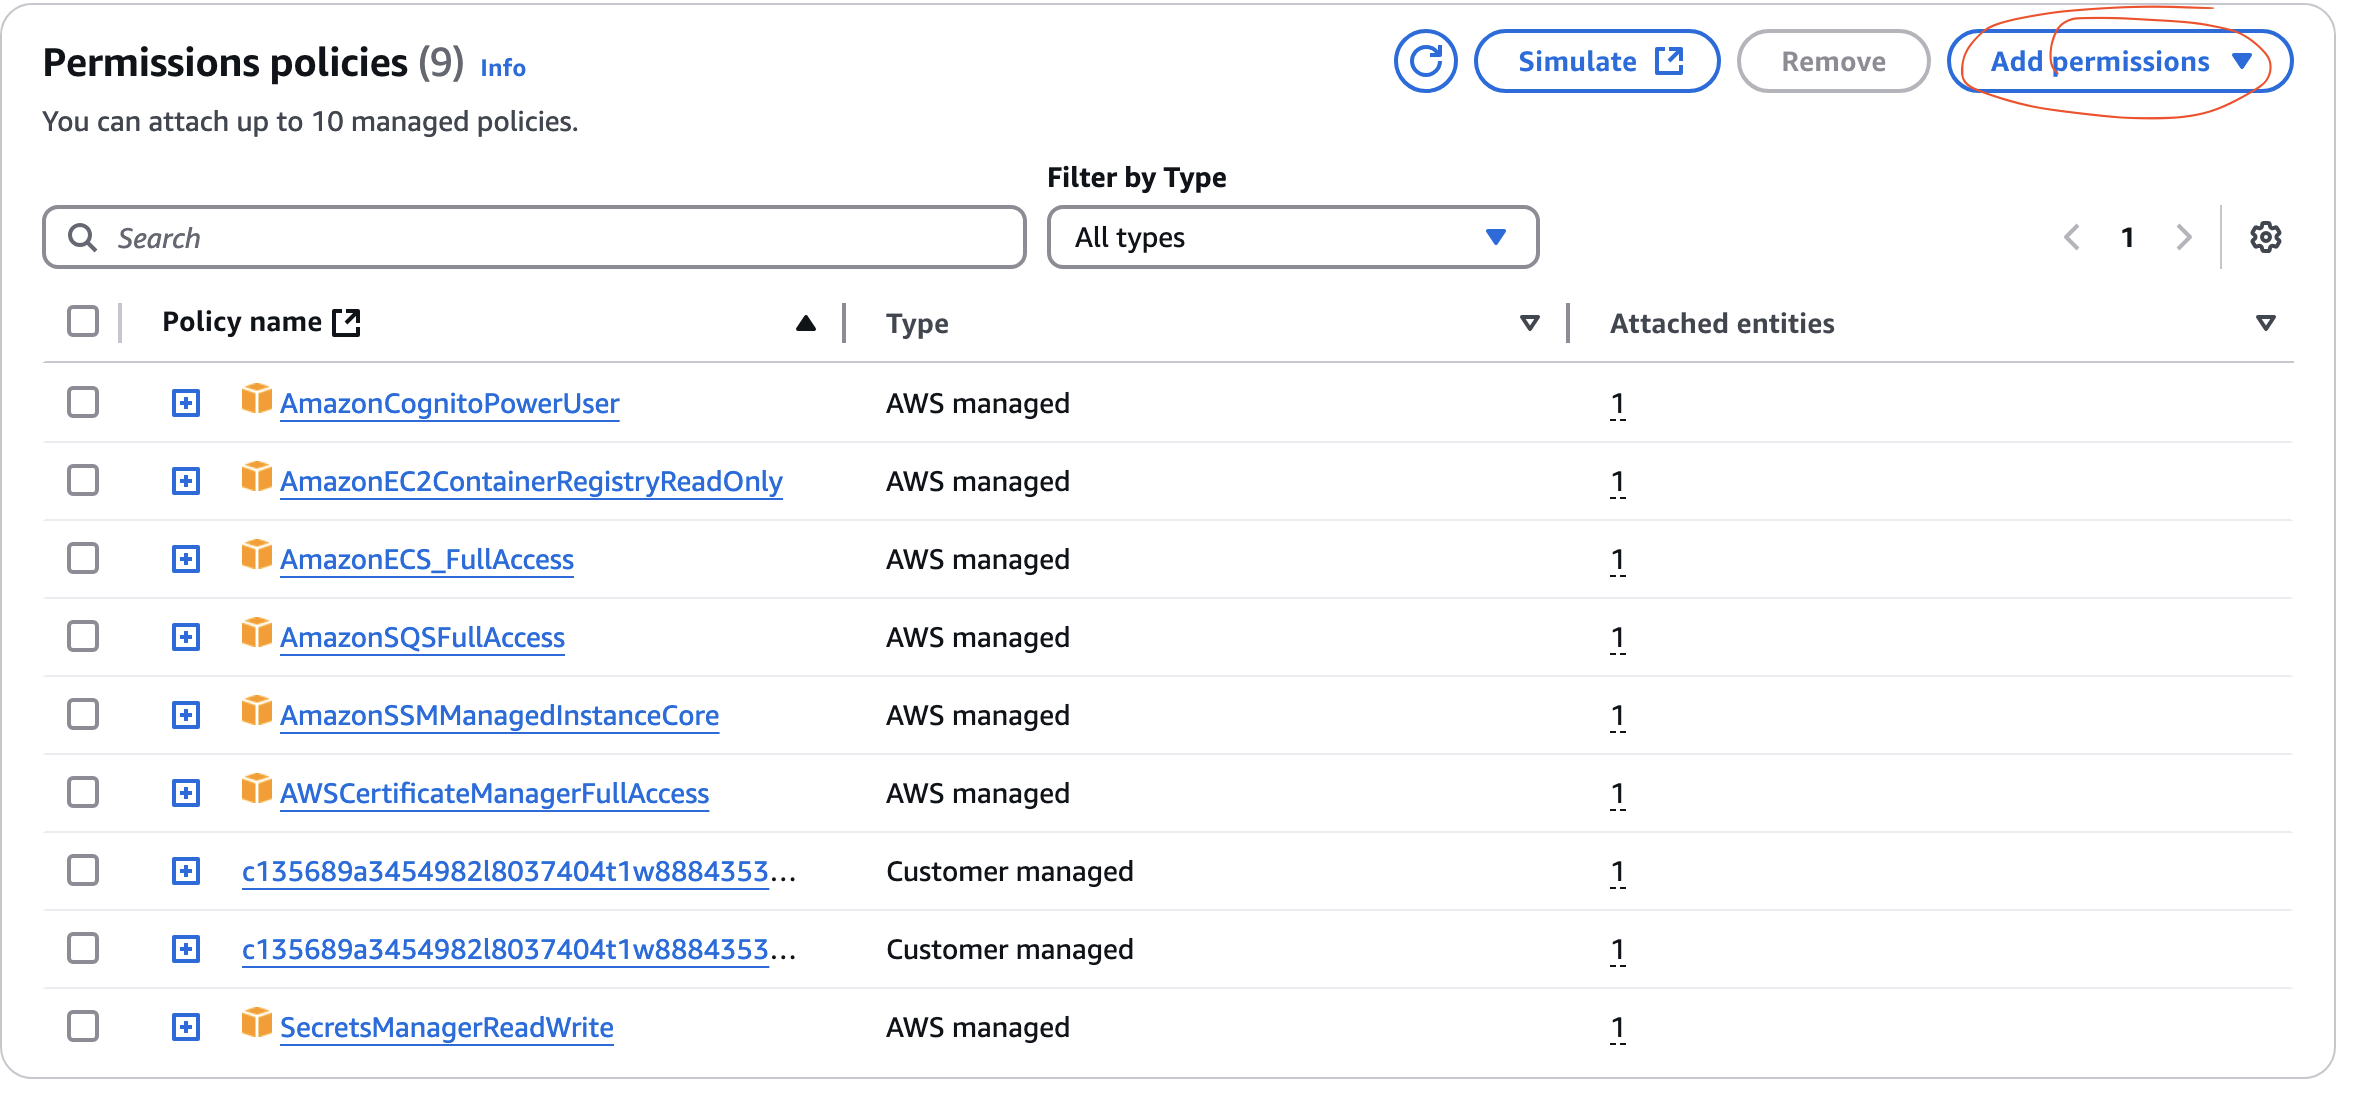 Permissions policies (9) Info
Simulate
Remove
Add permissions
You can attach up to 10 managed policies.
Filter by Type
Search
All types
1
Policy name
Type
Attached entities
AmazonCognitoPowerUser AWS managed 1
AmazonEC2ContainerRegistryReadOnly AWS managed 1
AmazonECS_FullAccess AWS managed 1
AmazonSQSFullAccess AWS managed 1
AmazonSSMManagedInstanceCore AWS managed 1
AWSCertificateManagerFullAccess AWS managed 1
c135689a3454982l8037404t1w8884353... Customer managed 1
c135689a3454982l8037404t1w8884353... Customer managed 1
SecretsManagerReadWrite AWS managed 1